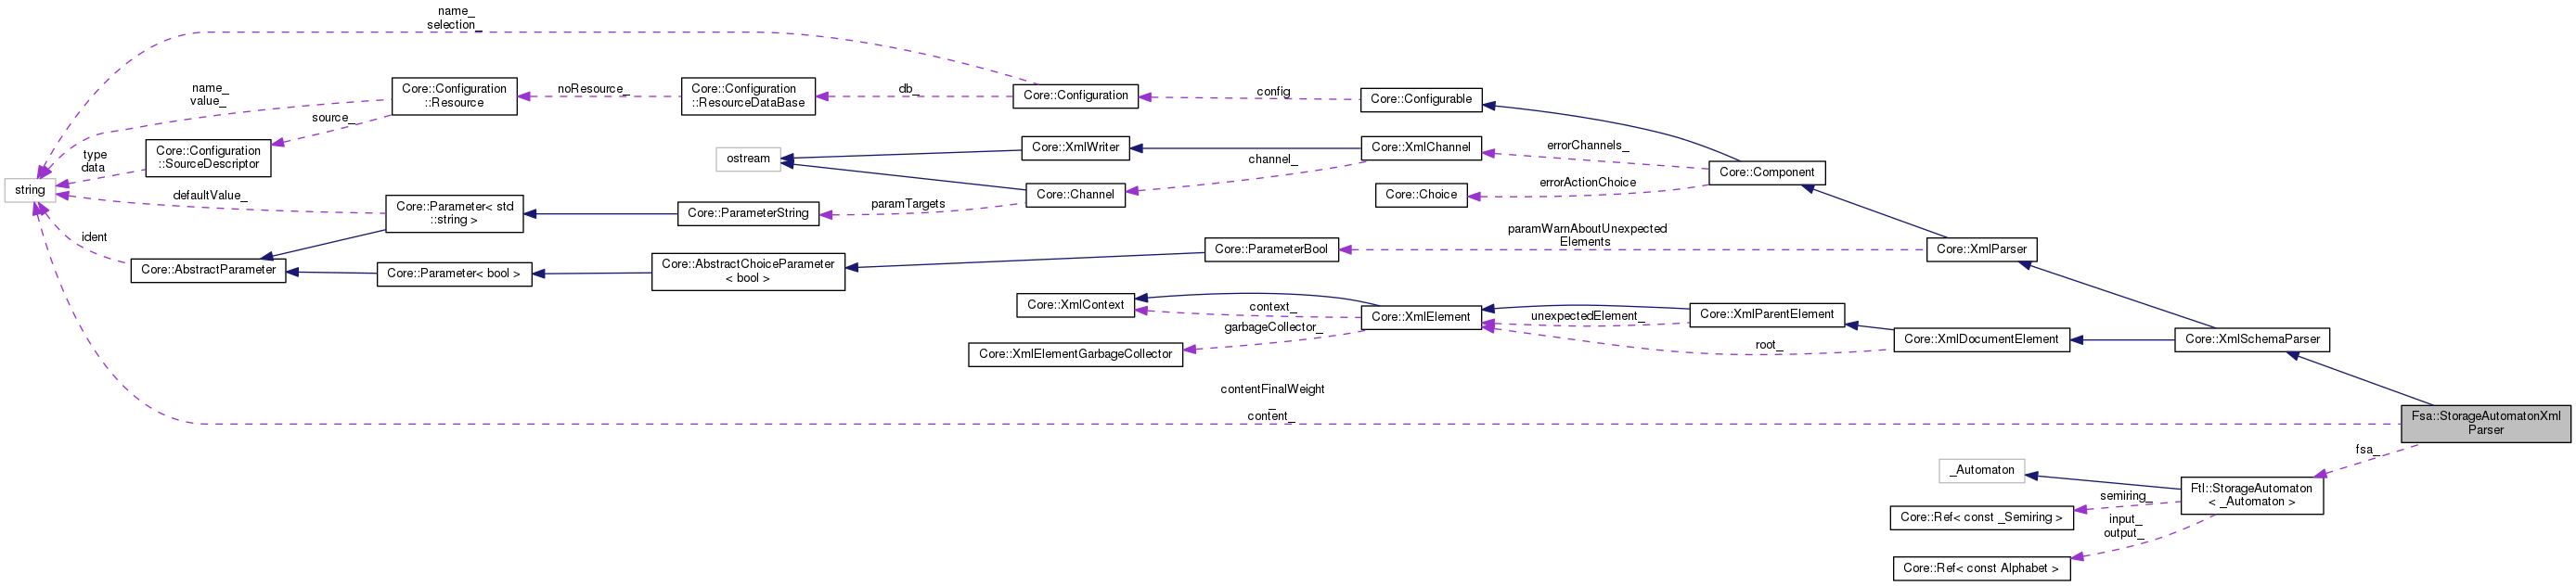 name_
selection_
name_
value_
Core::Configuration
::Resource
noResource_
Core::Configuration
::ResourceDataBase
db_
Core::Configuration
config
Core::Configurable
source_
type
data
Core::Configuration
::SourceDescriptor
ostream
Core::XmlWriter
channel_
Core::XmlChannel
errorChannels_
Core::Component
string
defaultValue_
Core::Parameter< std
::string >
Core::ParameterString
paramTargets
Core::Channel
Core::Choice
errorActionChoice
ident
Core::AbstractParameter
Core::Parameter< bool >
Core::AbstractChoiceParameter
< bool >
Core::ParameterBool
paramWarnAboutUnexpected
Elements
Core::XmlParser
Core::XmlContext
context_
garbageCollector_
Core::XmlElement
unexpectedElement_
Core::XmlParentElement
root_
Core::XmlDocumentElement
Core::XmlSchemaParser
Core::XmlElementGarbageCollector
contentFinalWeight
_
content_
Fsa::StorageAutomatonXml
Parser
fsa_
_Automaton
semiring_
Ftl::StorageAutomaton
< _Automaton >
Core::Ref< const _Semiring >
input_
output_
Core::Ref< const Alphabet >